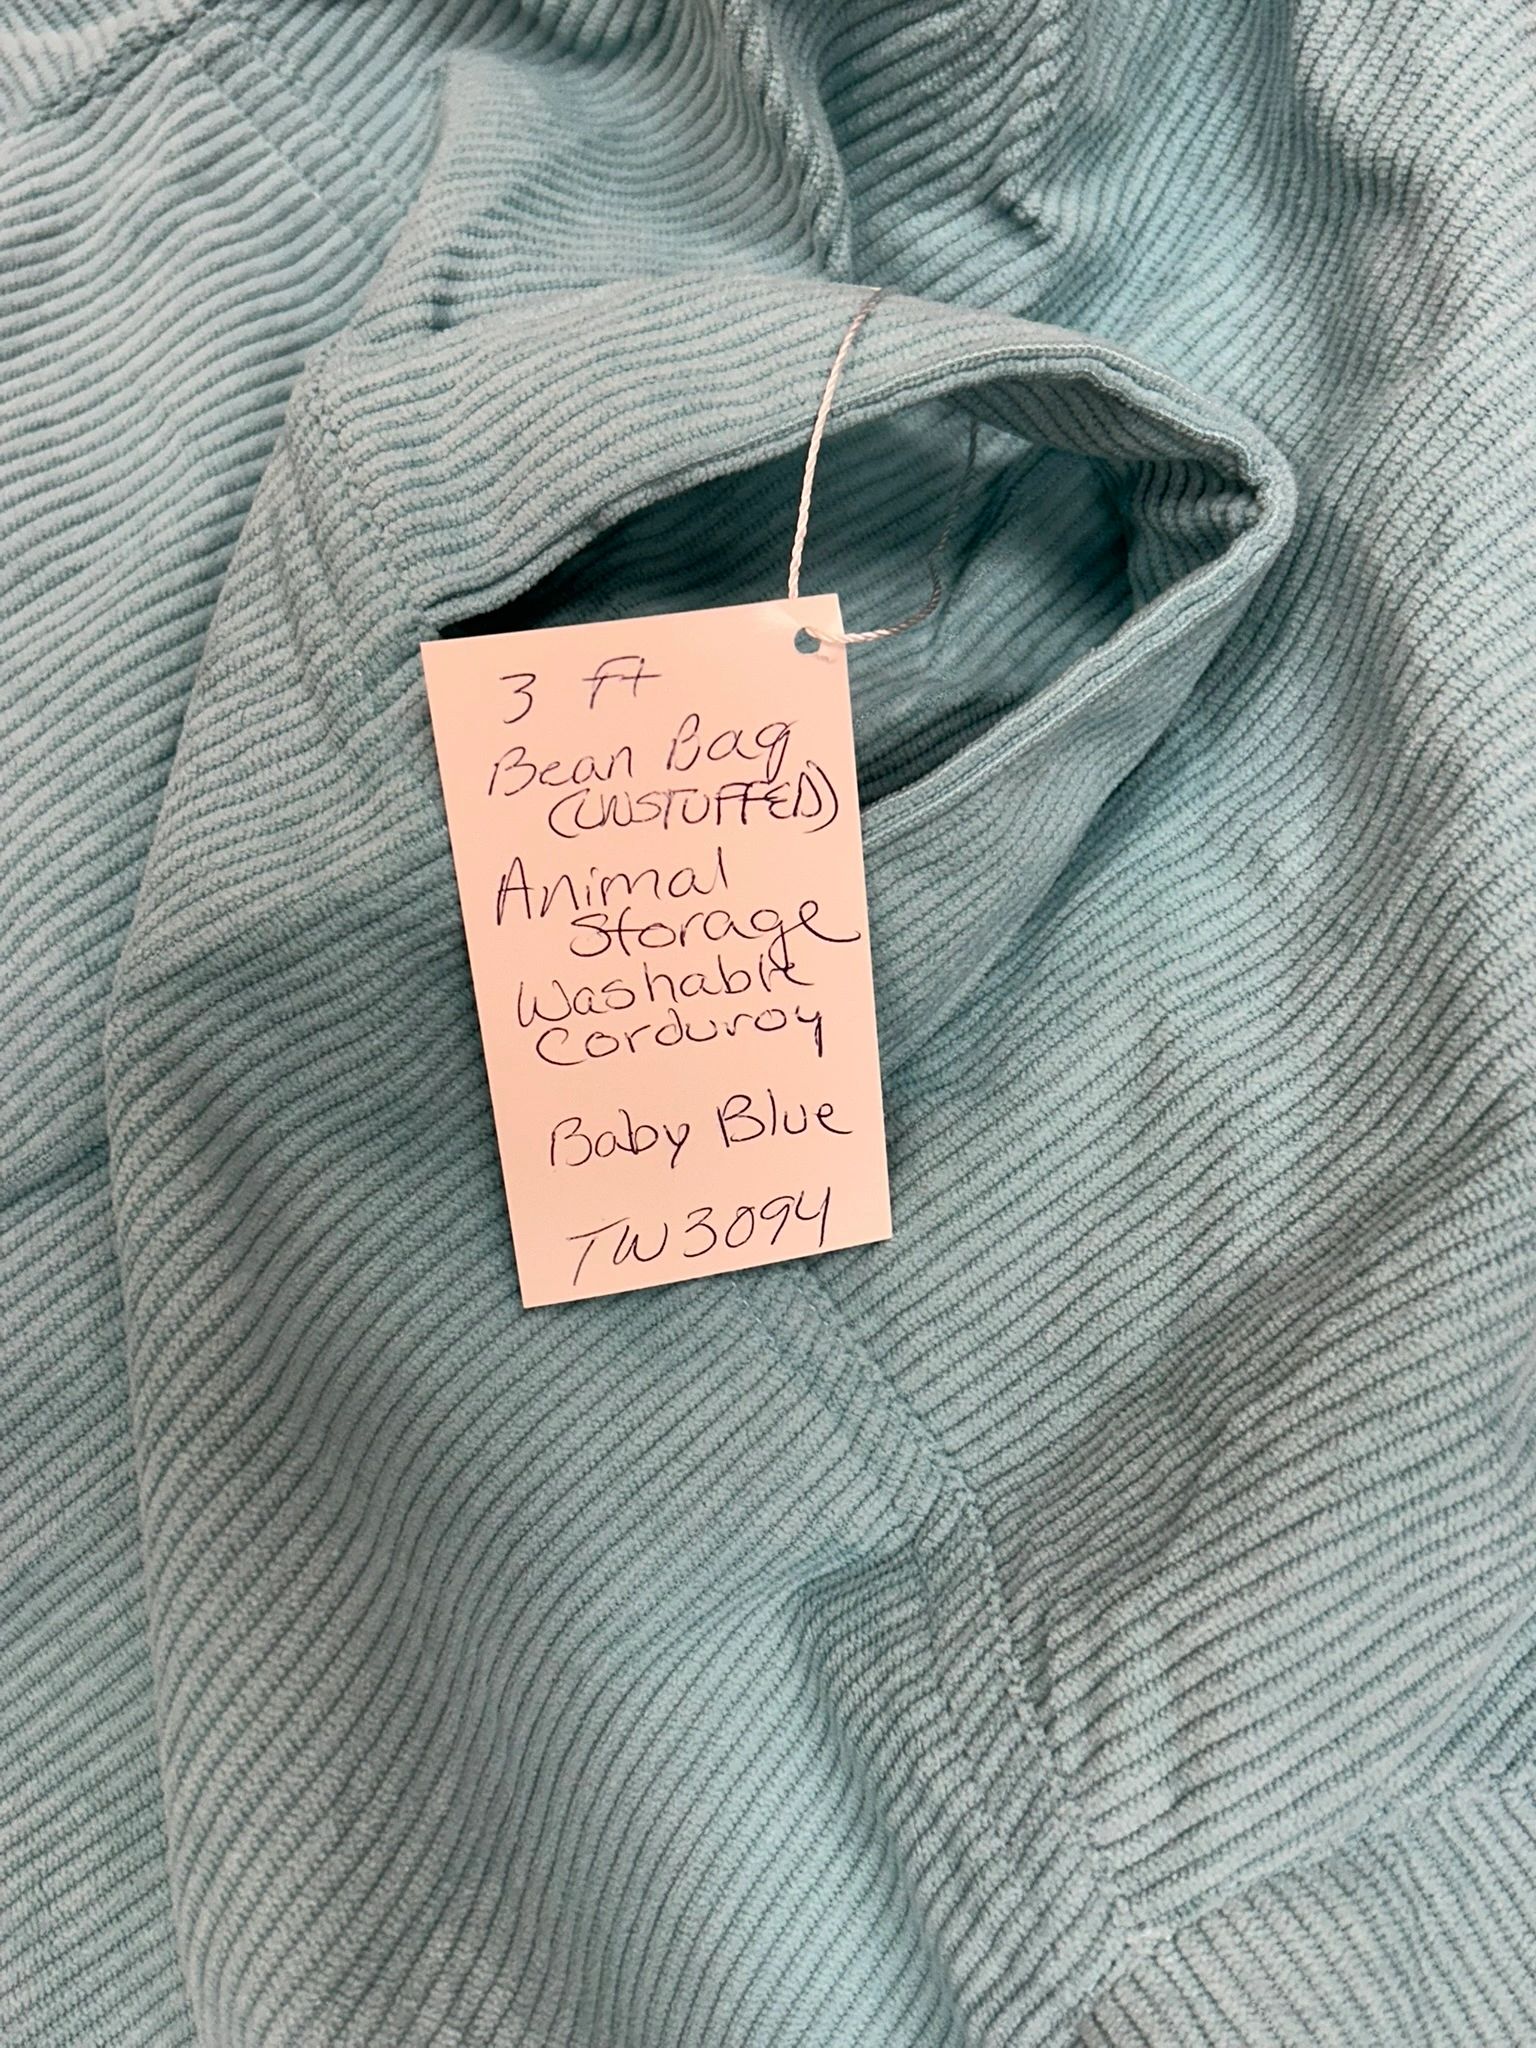 3 ft
Bean Bag
(UNSTUFFED)
Animal
Storage
Washable
Corduroy
Baby Blue
TW3094